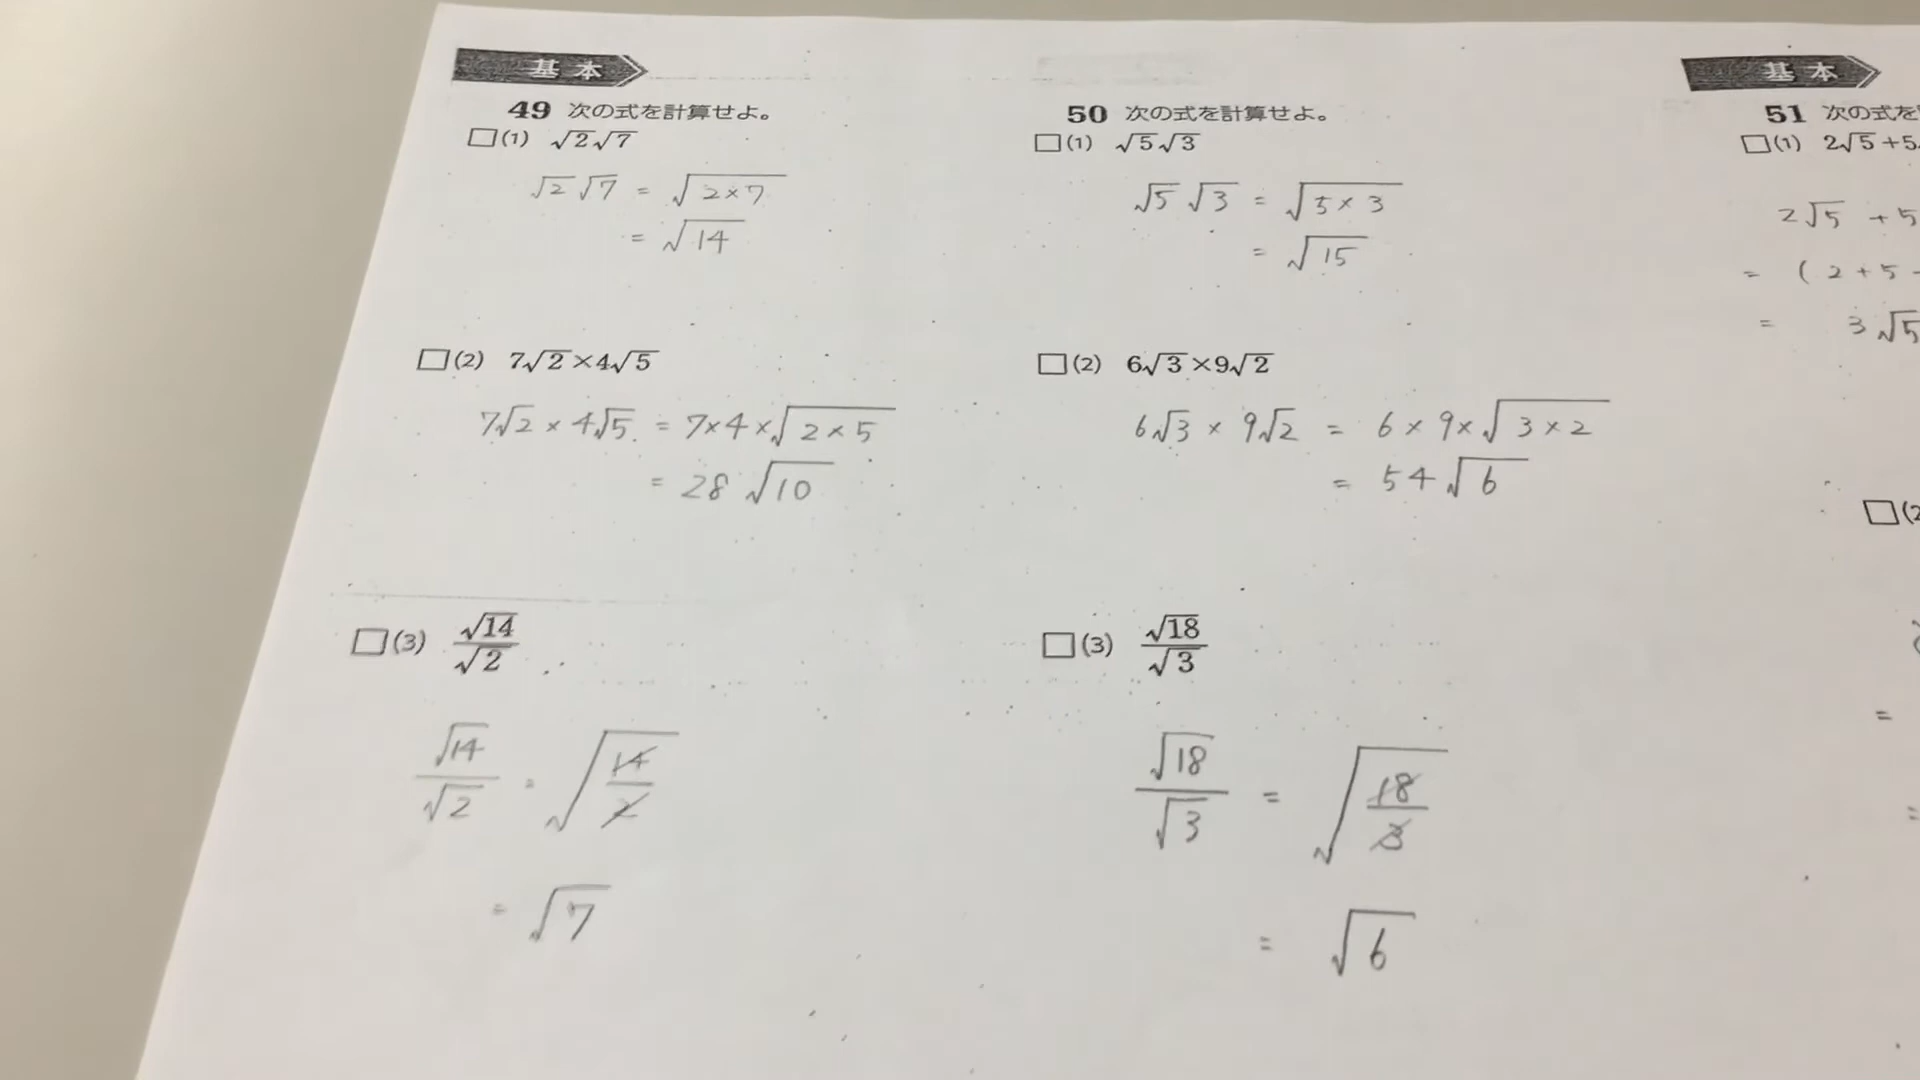 基本
49 次の式を計算せよ。
□(1) √2√7
√2 √7 = √(2×7)
= √14
□(2) 7√2×4√5
7√2 × 4√5 = 7×4×√(2×5)
= 28√10
□(3) √14/√2
√14/√2 = √(14/2)
= √7
50 次の式を計算せよ。
□(1) √5√3
√5 √3 = √(5×3)
= √15
□(2) 6√3×9√2
6√3 × 9√2 = 6×9×√(3×2)
= 54√6
□(3) √18/√3
√18/√3 = √(18/3)
= √6
基本
51 次の式を
□(1) 2√5+5
2√5 +5
= (2+5-
= 3√5
□(2
=
=